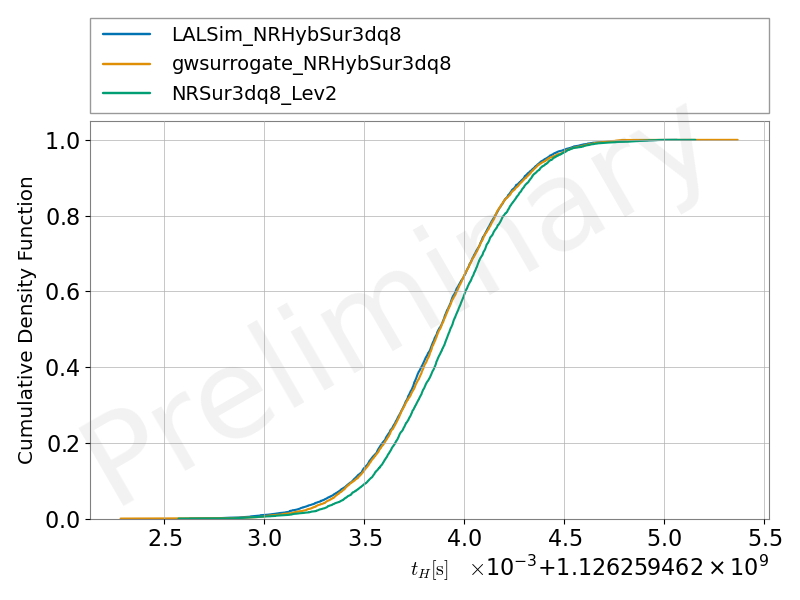 LALSim_NRHybSur3dq8
gwsurrogate_NRHybSur3dq8
NRSur3dq8_Lev2
Preliminary
Cumulative Density Function
1.0
0.8
0.6
0.4
0.2
0.0
2.5 3.0 3.5 4.0 4.5 5.0 5.5
t_H[s] ×10⁻³+1.126259462 × 10⁹